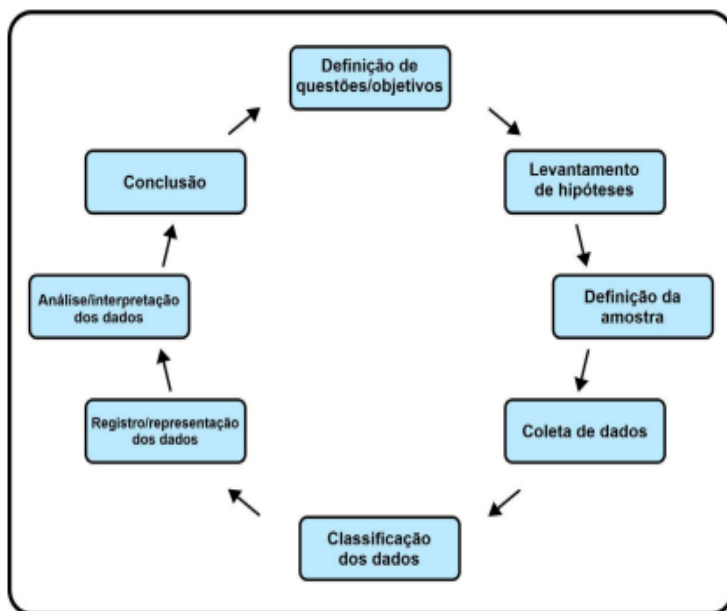 Definição de
questões/objetivos
Levantamento
de hipóteses
Definição da
amostra
Coleta de dados
Classificação
dos dados
Registro/representação
dos dados
Análise/interpretação
dos dados
Conclusão